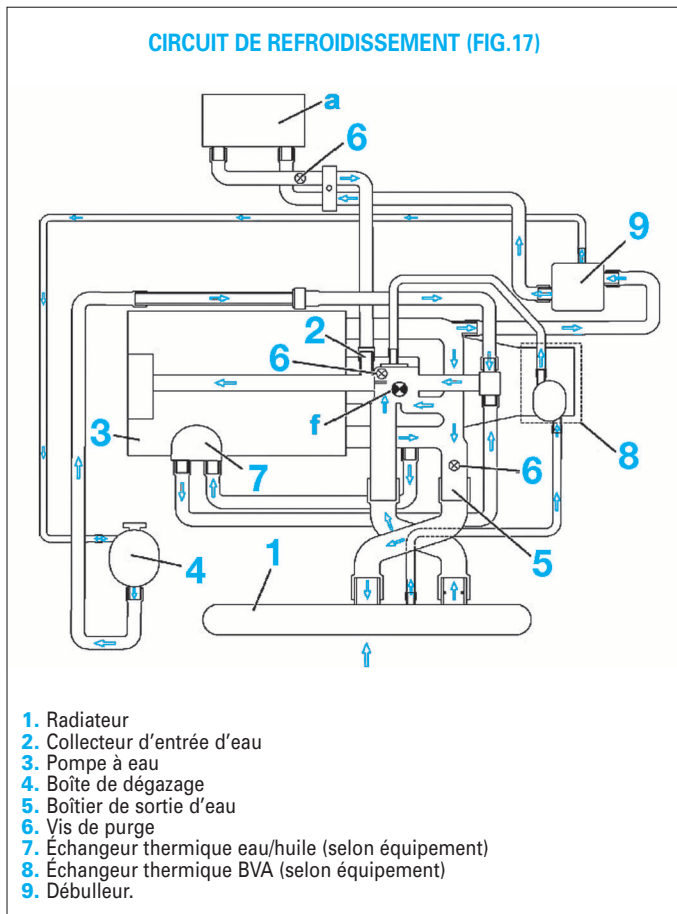 CIRCUIT DE REFROIDISSEMENT (FIG.17)
a
6
9
2
6
f
3
7
6
8
4
1
5
1. Radiateur
2. Collecteur d'entrée d'eau
3. Pompe à eau
4. Boîte de dégazage
5. Boîtier de sortie d'eau
6. Vis de purge
7. Échangeur thermique eau/huile (selon équipement)
8. Échangeur thermique BVA (selon équipement)
9. Débulleur.